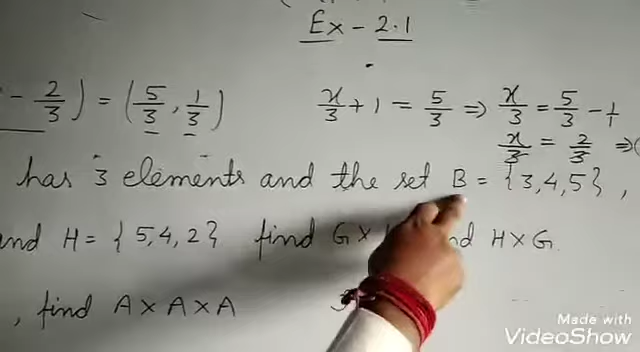 Ex - 2.1
- 2/3) = (5/3, 1/3) x/3 + 1 = 5/3 ⇒ x/3 = 5/3 - 1
x/3 = 2/3 ⇒
has 3 elements and the set B = {3,4,5},
and H = {5,4,2} find G× and H×G.
, find A×A×A
Made with
VideoShow